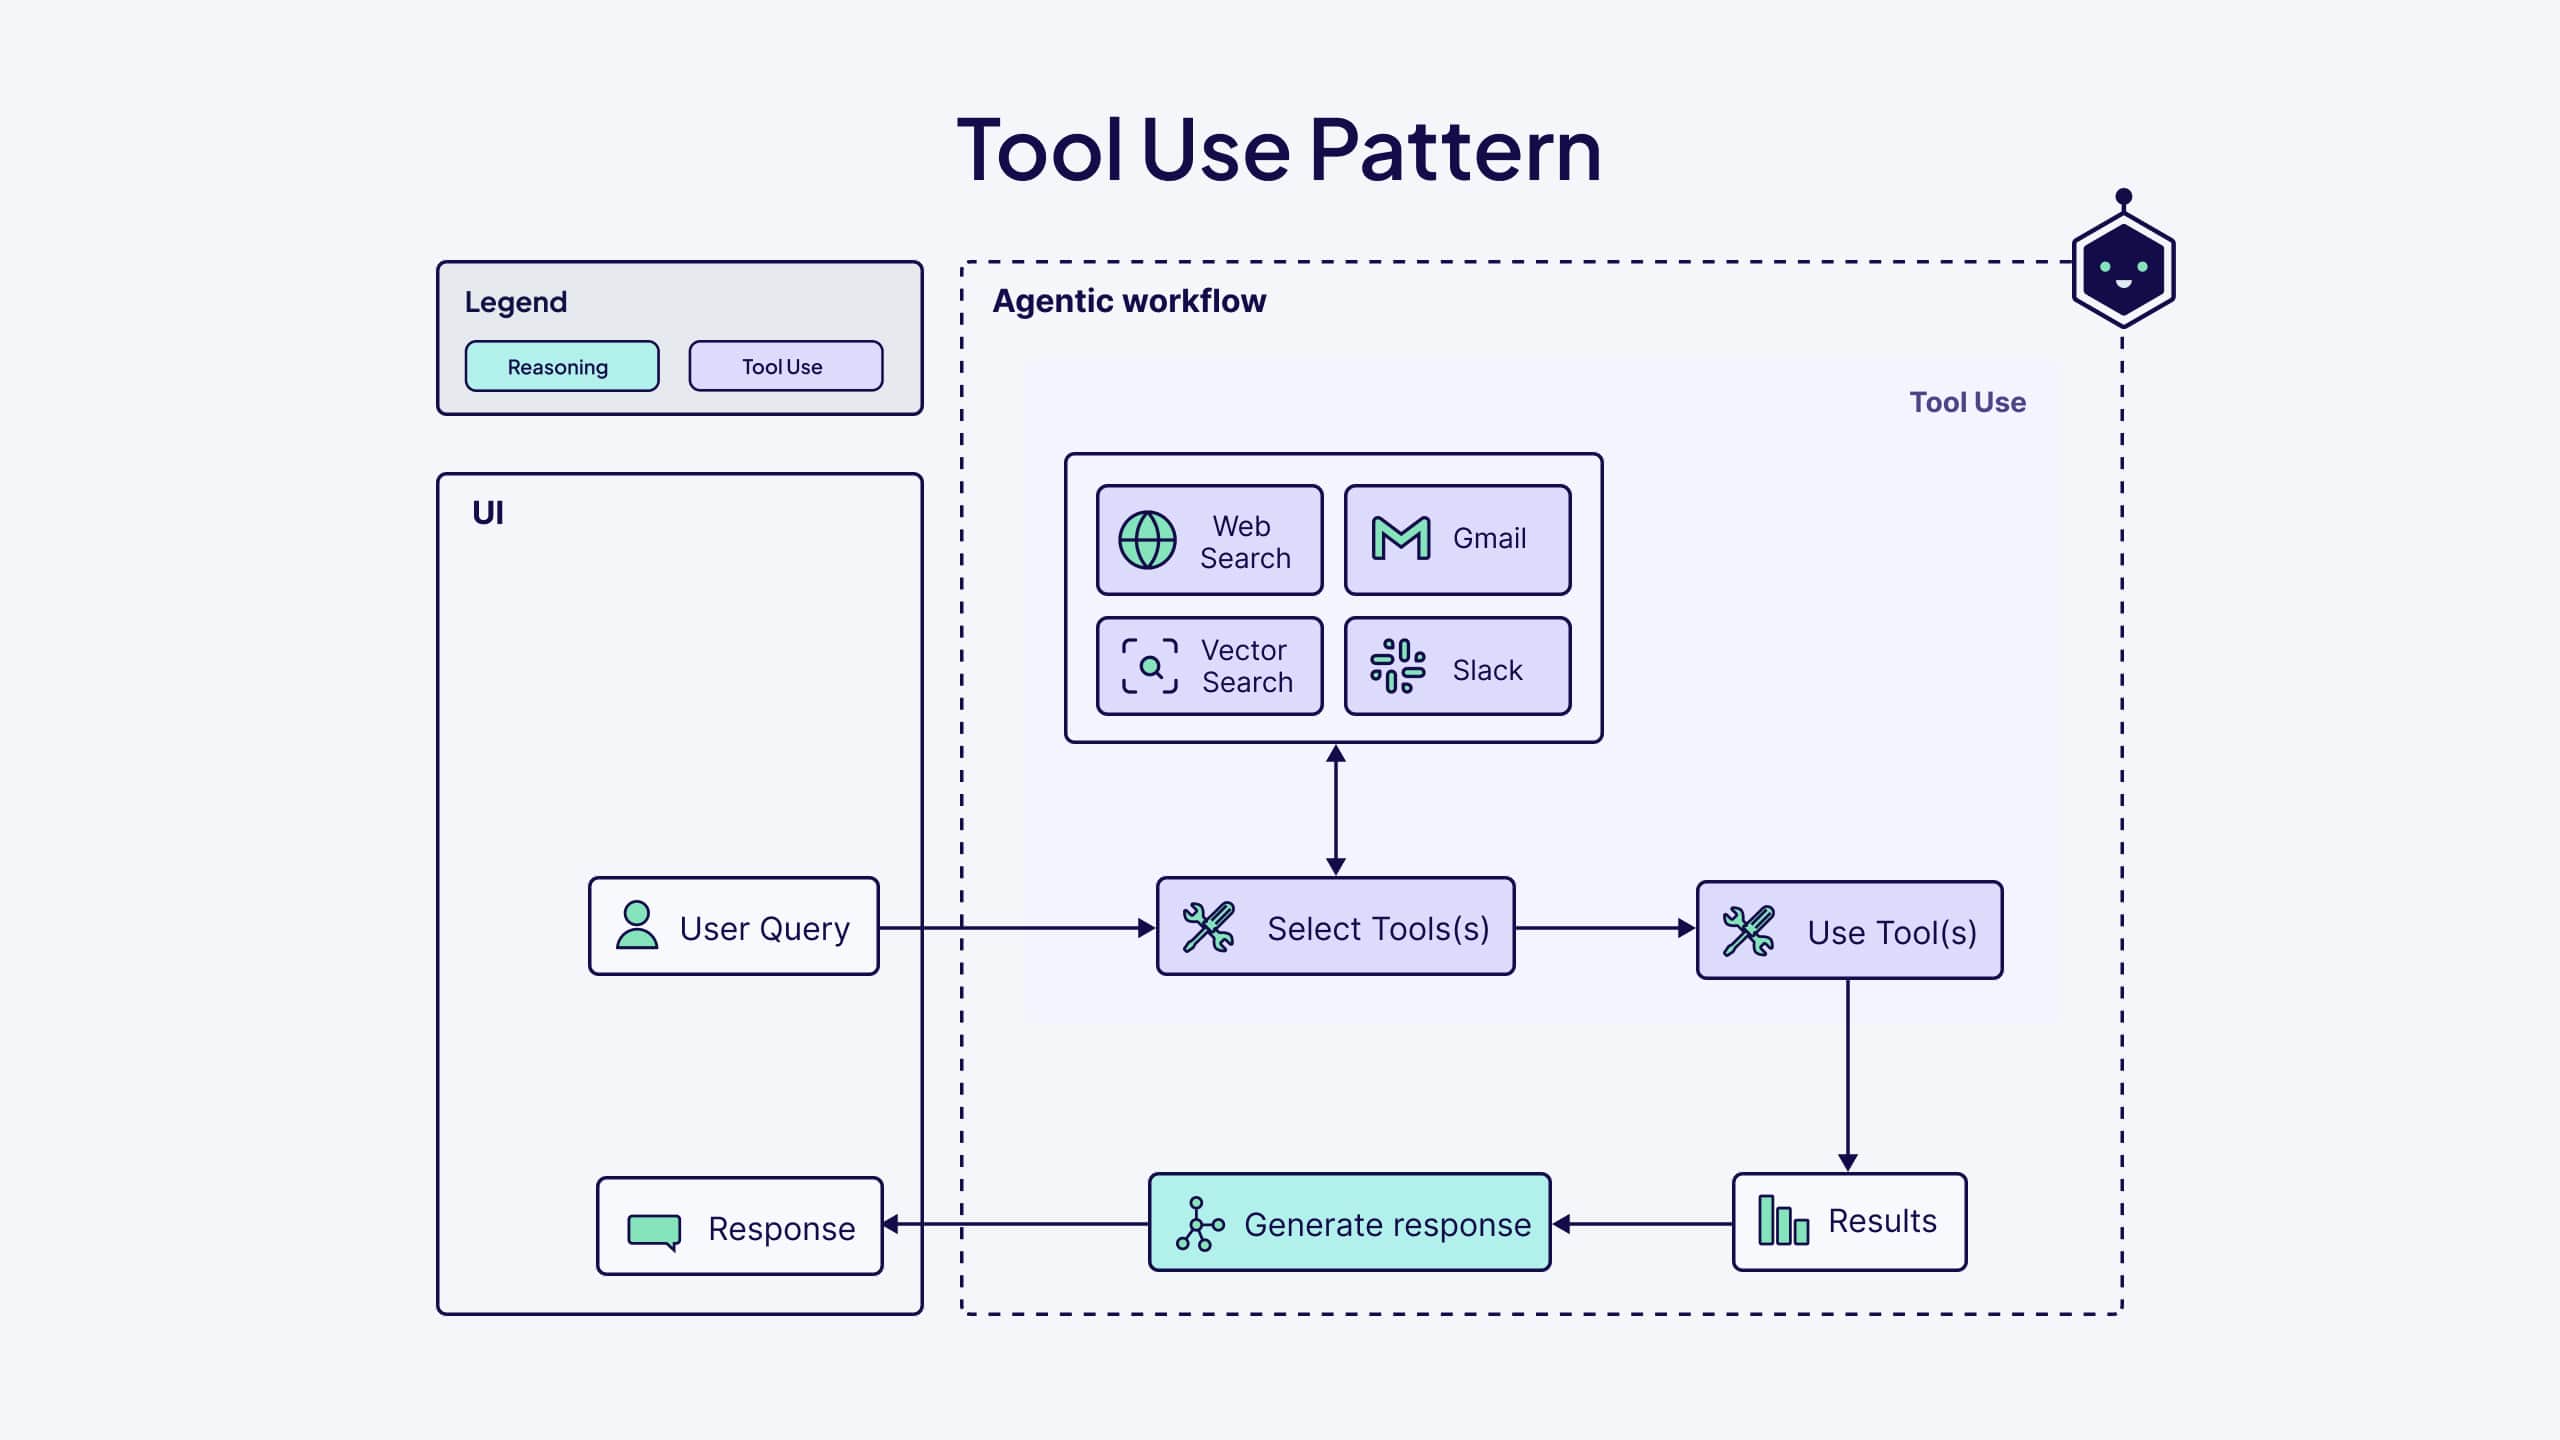 Tool Use Pattern
Legend
Reasoning
Tool Use
UI
User Query
Response
Agentic workflow
Tool Use
Web
Search
Gmail
Vector
Search
Slack
Select Tools(s)
Use Tool(s)
Generate response
Results